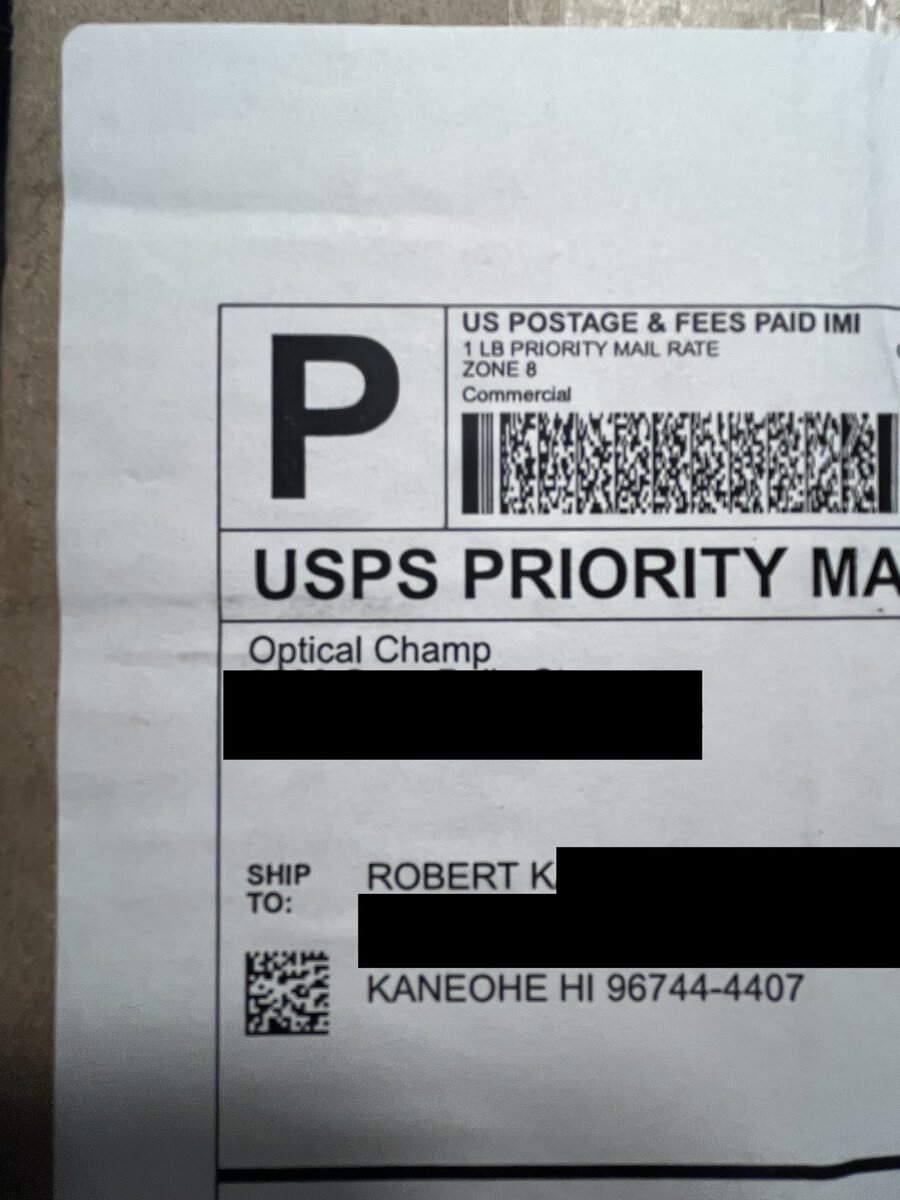 P
US POSTAGE & FEES PAID IMI
1 LB PRIORITY MAIL RATE
ZONE 8
Commercial
USPS PRIORITY MA
Optical Champ
SHIP
TO:
ROBERT K
KANEOHE HI 96744-4407